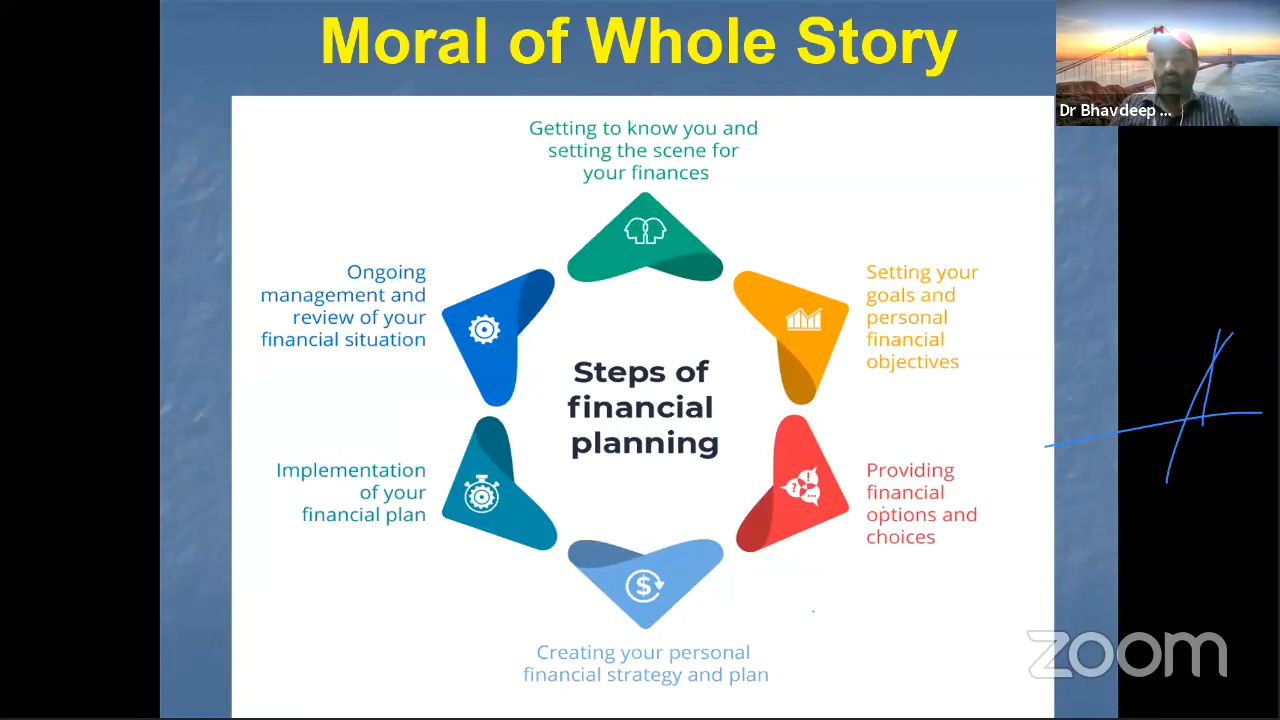 Moral of Whole Story
Dr Bhavdeep ...
Getting to know you and
setting the scene for
your finances
Setting your
goals and
personal
financial
objectives
Providing
financial
options and
choices
Creating your personal
financial strategy and plan
Implementation
of your
financial plan
Ongoing
management and
review of your
financial situation
Steps of
financial
planning
zoom